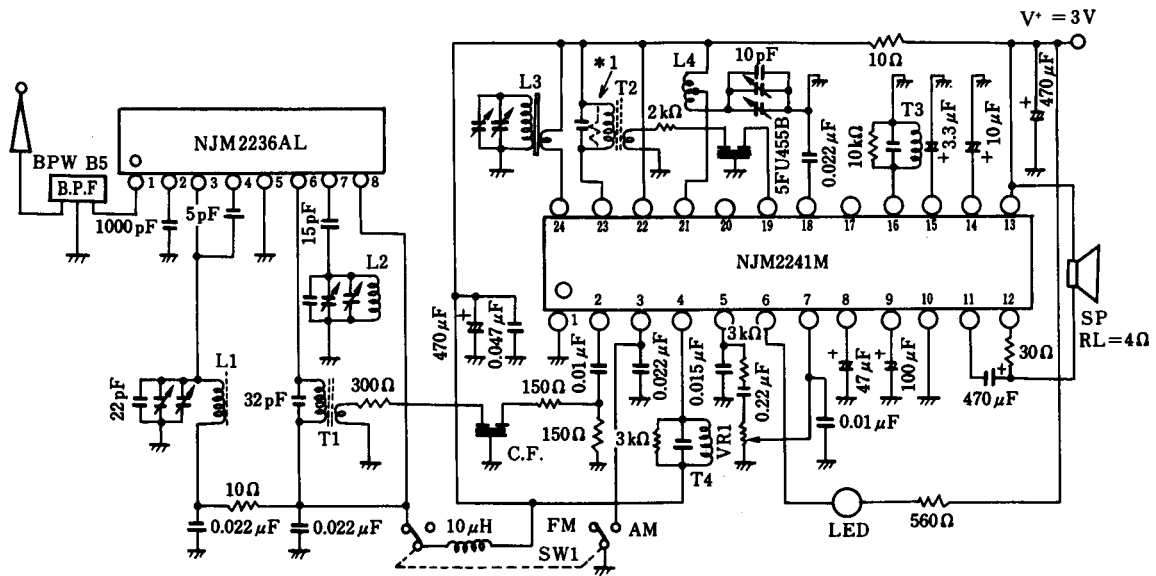 V⁺ = 3V
10Ω
470μF
+
L3
*1
T2
L4
10pF
2kΩ
SFU455B
0.022μF
10kΩ
T3
+ 3.3μF
+ 10μF
NJM2236AL
BPW B5
B.P.F
1 2 3 4 5 6 7 8
1000pF
5pF
15pF
L2
24 23 22 21 20 19 18 17 16 15 14 13
NJM2241M
1 2 3 4 5 6 7 8 9 10 11 12
SP
RL=4Ω
470μF
+
0.047μF
0.01μF
0.022μF
0.015μF
3kΩ
0.22μF
+
47μF
+
100μF
30Ω
+
470μF
0.01μF
L1
22pF
32pF
T1
300Ω
150Ω
150Ω
C.F.
3kΩ
T4
VR1
10Ω
0.022μF
0.022μF
10μH
FM
AM
SW1
LED
560Ω